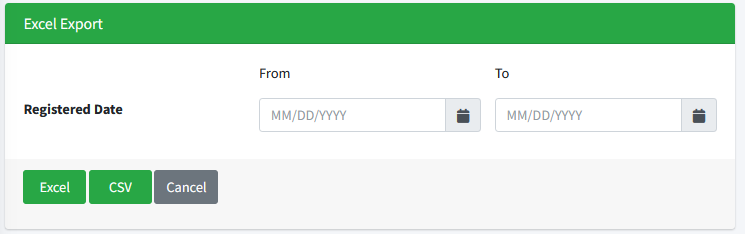 Excel Export
From To
Registered Date MM/DD/YYYY MM/DD/YYYY
Excel CSV Cancel